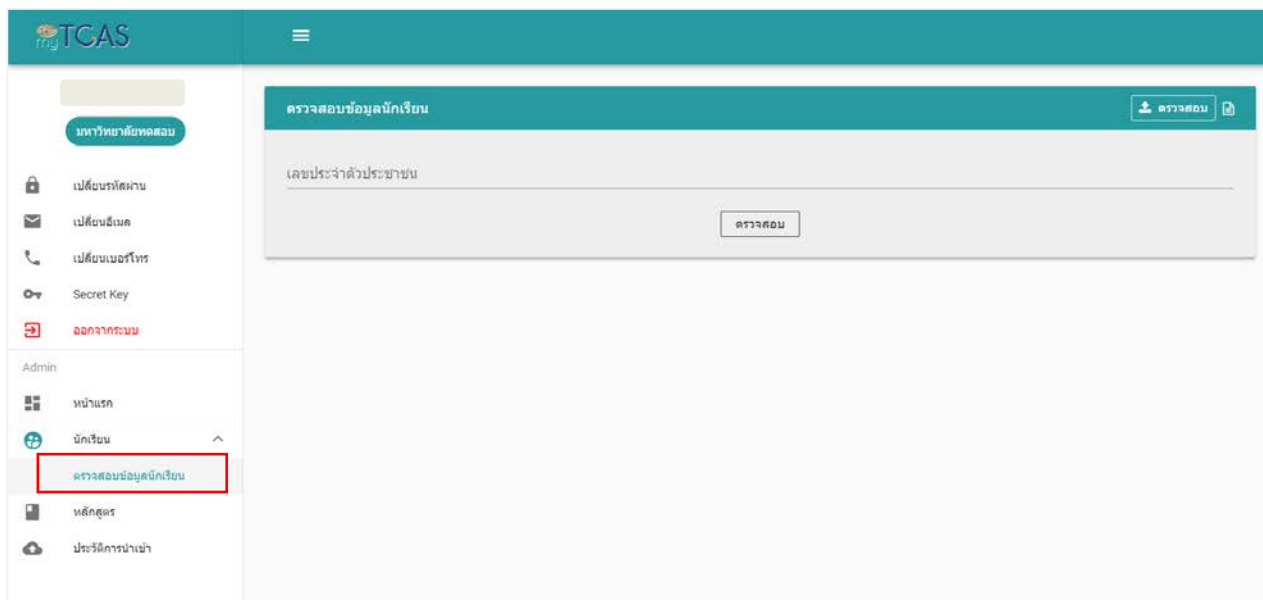 myTCAS
มหาวิทยาลัยทดสอบ
เปลี่ยนรหัสผ่าน
เปลี่ยนอีเมล
เปลี่ยนเบอร์โทร
Secret Key
ออกจากระบบ
Admin
หน้าแรก
นักเรียน
ตรวจสอบข้อมูลนักเรียน
หลักสูตร
ประวัติการนำเข้า
ตรวจสอบข้อมูลนักเรียน
ตรวจสอบ
เลขประจำตัวประชาชน
ตรวจสอบ